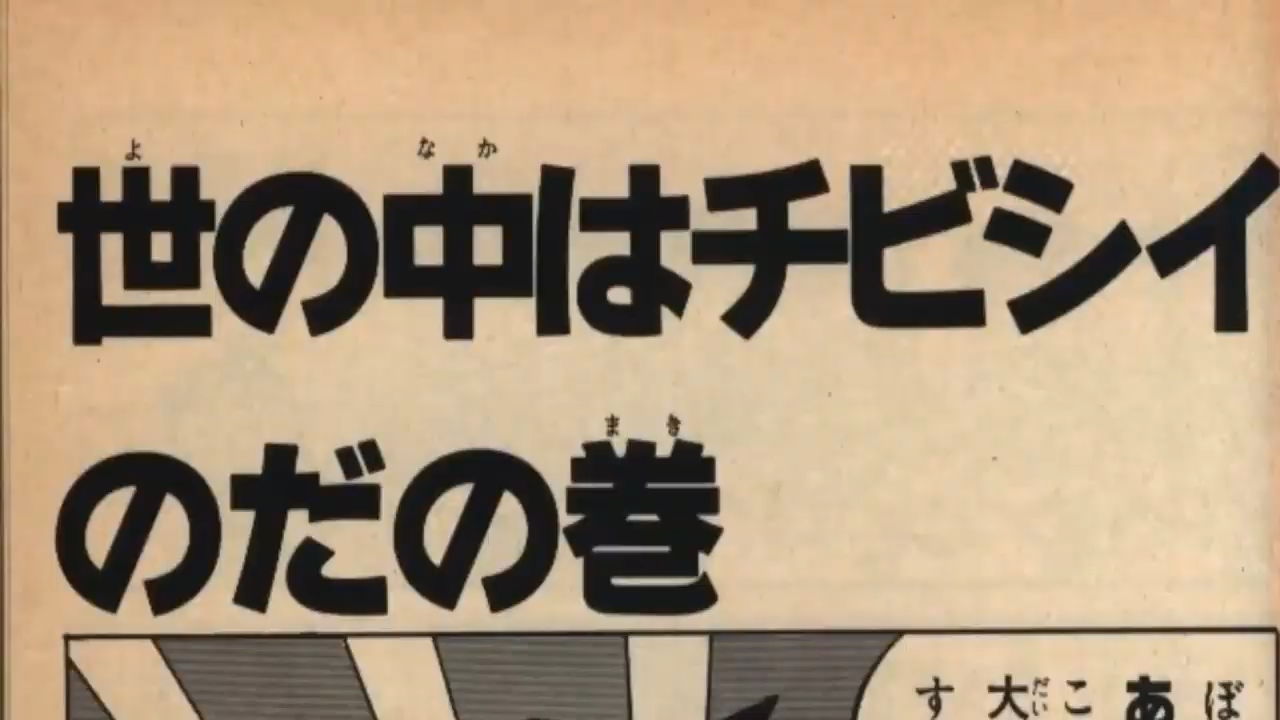 世の中はチビシイ
のだの巻
ぼ
あ
こ
大
す